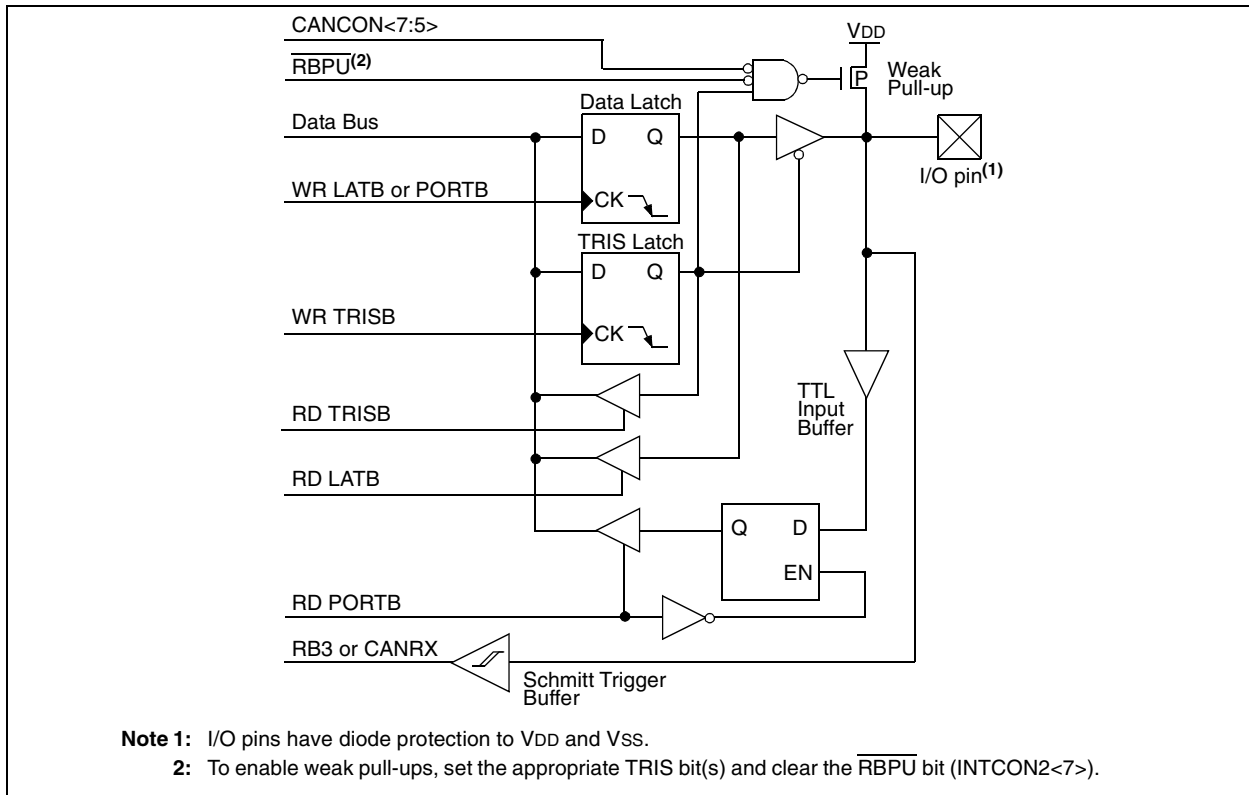 CANCON<7:5>
RBPU(2)
VDD
P
Weak
Pull-up
Data Latch
Data Bus
D
Q
I/O pin(1)
WR LATB or PORTB
CK
TRIS Latch
D
Q
WR TRISB
CK
TTL
Input
Buffer
RD TRISB
RD LATB
Q
D
EN
RD PORTB
RB3 or CANRX
Schmitt Trigger
Buffer
Note 1: I/O pins have diode protection to VDD and VSS.
2: To enable weak pull-ups, set the appropriate TRIS bit(s) and clear the RBPU bit (INTCON2<7>).